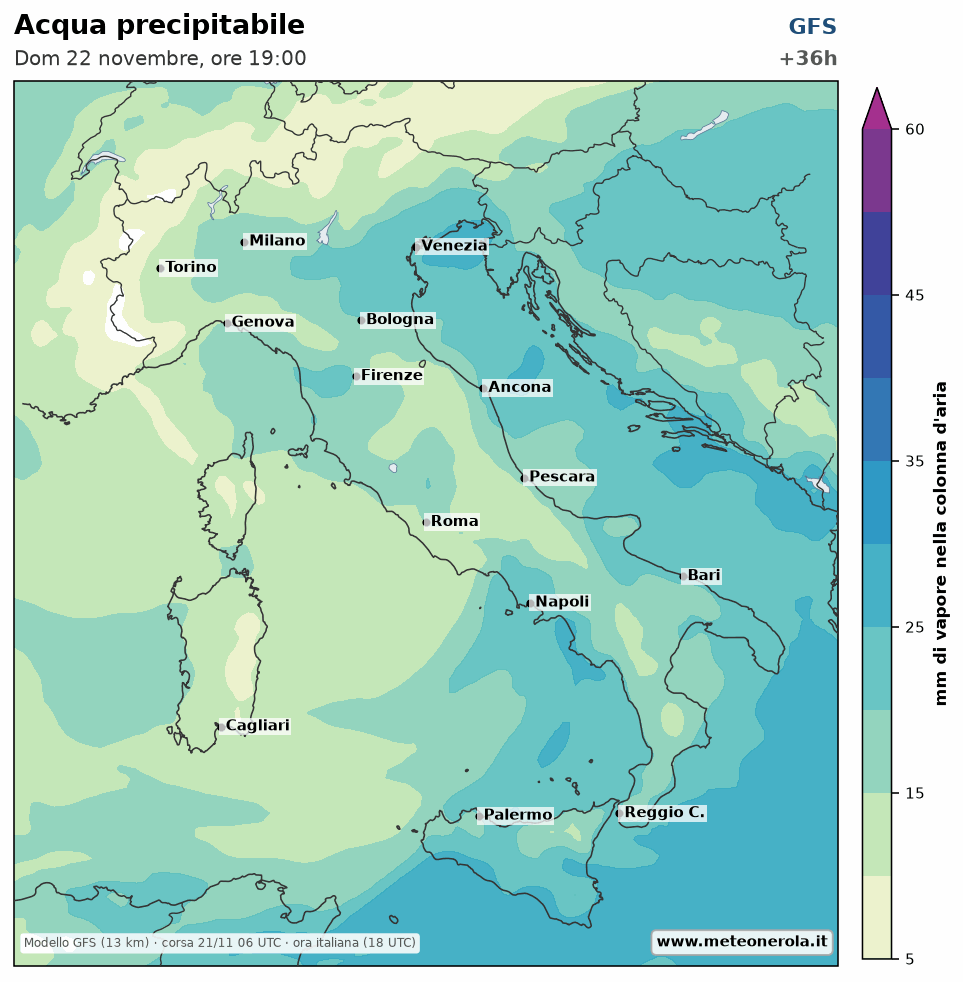 Acqua precipitabile
GFS
Dom 22 novembre, ore 19:00
+36h
Milano
Venezia
Torino
Genova
Bologna
Firenze
Ancona
Pescara
Roma
Bari
Napoli
Cagliari
Palermo
Reggio C.
60
45
35
25
15
5
mm di vapore nella colonna d'aria
Modello GFS (13 km) · corsa 21/11 06 UTC · ora italiana (18 UTC)
www.meteonerola.it